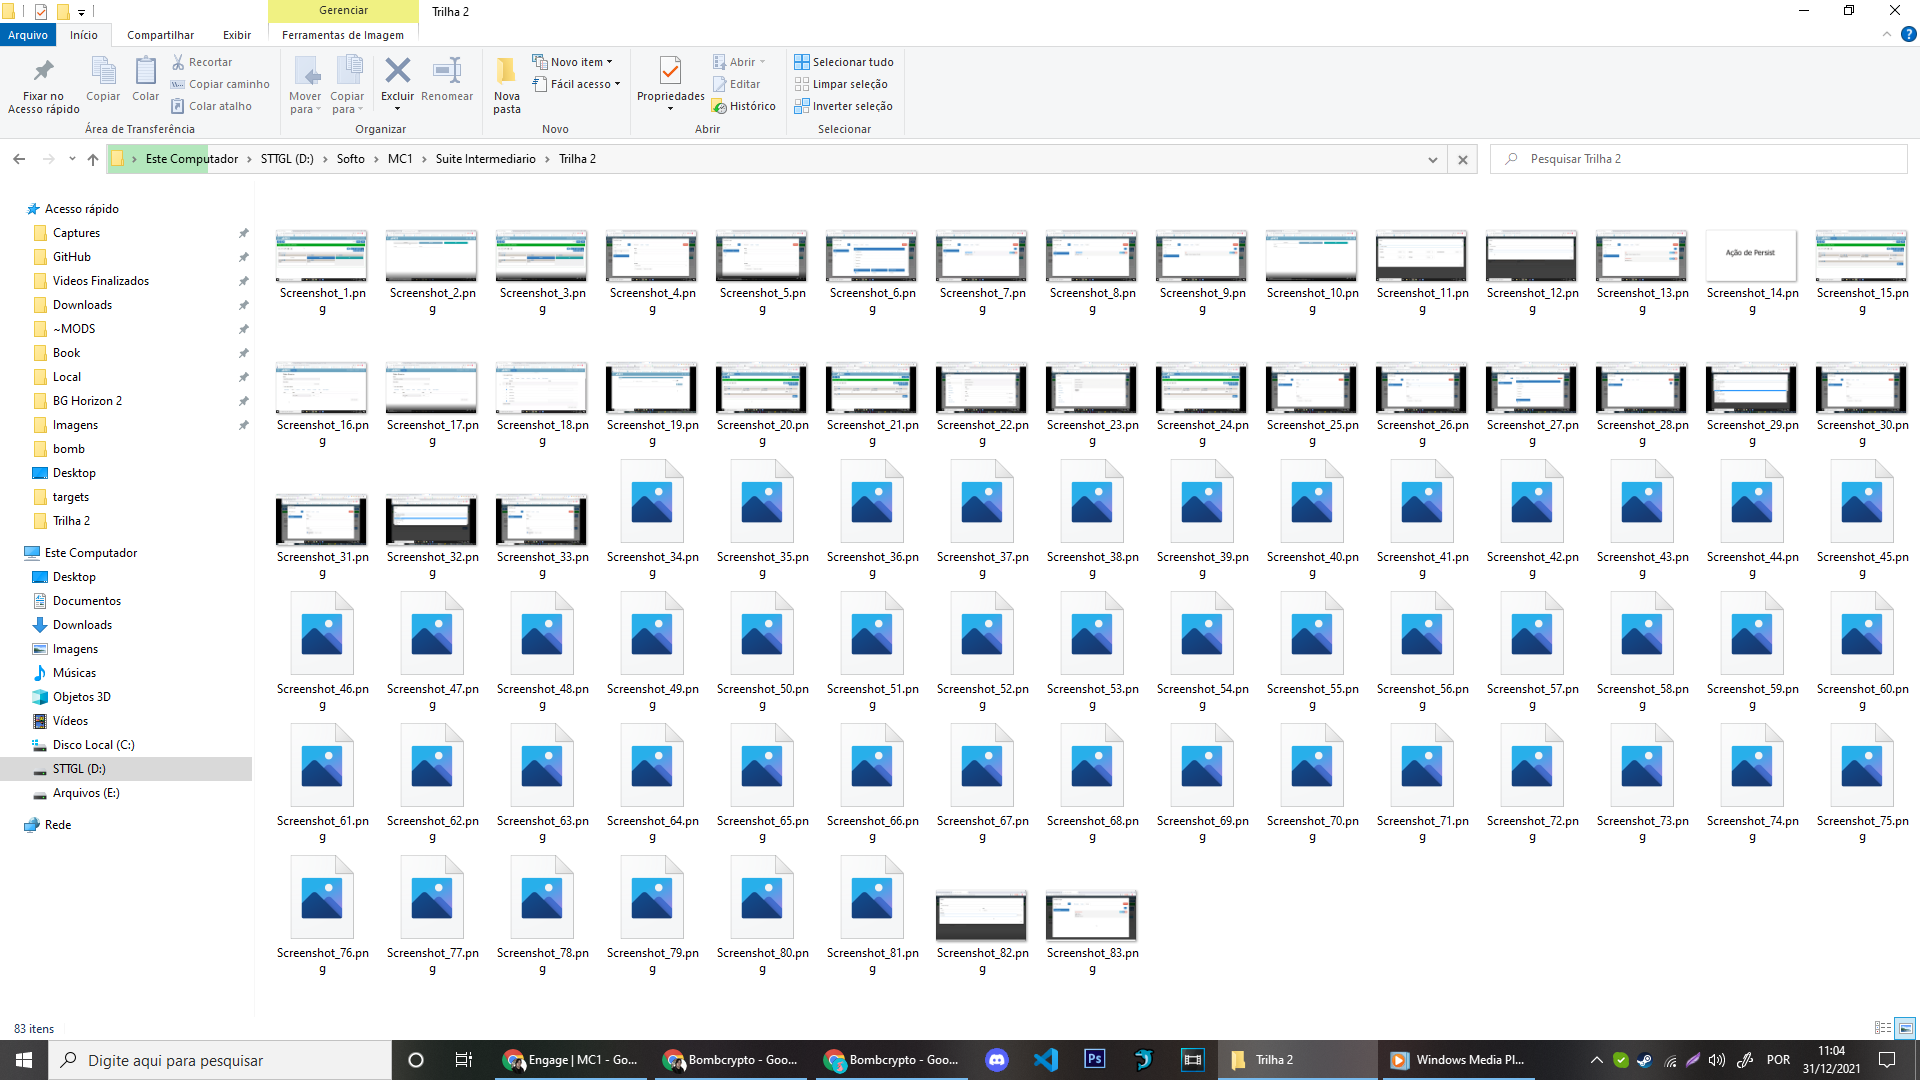 Gerenciar
Trilha 2
Arquivo
Início
Compartilhar
Exibir
Ferramentas de Imagem
Fixar no
Acesso rápido
Copiar
Colar
Recortar
Copiar caminho
Colar atalho
Área de Transferência
Mover
para
Copiar
para
Excluir
Renomear
Organizar
Nova
pasta
Novo item
Fácil acesso
Novo
Propriedades
Abrir
Editar
Histórico
Abrir
Selecionar tudo
Limpar seleção
Inverter seleção
Selecionar
Este Computador
STTGL (D:)
Softo
MC1
Suite Intermediario
Trilha 2
Pesquisar Trilha 2
Acesso rápido
Captures
GitHub
Videos Finalizados
Downloads
~MODS
Book
Local
BG Horizon 2
Imagens
bomb
Desktop
targets
Trilha 2
Este Computador
Desktop
Documentos
Downloads
Imagens
Músicas
Objetos 3D
Vídeos
Disco Local (C:)
STTGL (D:)
Arquivos (E:)
Rede
Ação de Persist
Screenshot_1.png
Screenshot_2.png
Screenshot_3.png
Screenshot_4.png
Screenshot_5.png
Screenshot_6.png
Screenshot_7.png
Screenshot_8.png
Screenshot_9.png
Screenshot_10.png
Screenshot_11.png
Screenshot_12.png
Screenshot_13.png
Screenshot_14.png
Screenshot_15.png
Screenshot_16.png
Screenshot_17.png
Screenshot_18.png
Screenshot_19.png
Screenshot_20.png
Screenshot_21.png
Screenshot_22.png
Screenshot_23.png
Screenshot_24.png
Screenshot_25.png
Screenshot_26.png
Screenshot_27.png
Screenshot_28.png
Screenshot_29.png
Screenshot_30.png
Screenshot_31.png
Screenshot_32.png
Screenshot_33.png
Screenshot_34.png
Screenshot_35.png
Screenshot_36.png
Screenshot_37.png
Screenshot_38.png
Screenshot_39.png
Screenshot_40.png
Screenshot_41.png
Screenshot_42.png
Screenshot_43.png
Screenshot_44.png
Screenshot_45.png
Screenshot_46.png
Screenshot_47.png
Screenshot_48.png
Screenshot_49.png
Screenshot_50.png
Screenshot_51.png
Screenshot_52.png
Screenshot_53.png
Screenshot_54.png
Screenshot_55.png
Screenshot_56.png
Screenshot_57.png
Screenshot_58.png
Screenshot_59.png
Screenshot_60.png
Screenshot_61.png
Screenshot_62.png
Screenshot_63.png
Screenshot_64.png
Screenshot_65.png
Screenshot_66.png
Screenshot_67.png
Screenshot_68.png
Screenshot_69.png
Screenshot_70.png
Screenshot_71.png
Screenshot_72.png
Screenshot_73.png
Screenshot_74.png
Screenshot_75.png
Screenshot_76.png
Screenshot_77.png
Screenshot_78.png
Screenshot_79.png
Screenshot_80.png
Screenshot_81.png
Screenshot_82.png
Screenshot_83.png
83 itens
Digite aqui para pesquisar
Engage | MC1 - Go...
Bombcrypto - Goo...
Bombcrypto - Goo...
Ps
Trilha 2
Windows Media Pl...
POR
11:04
31/12/2021